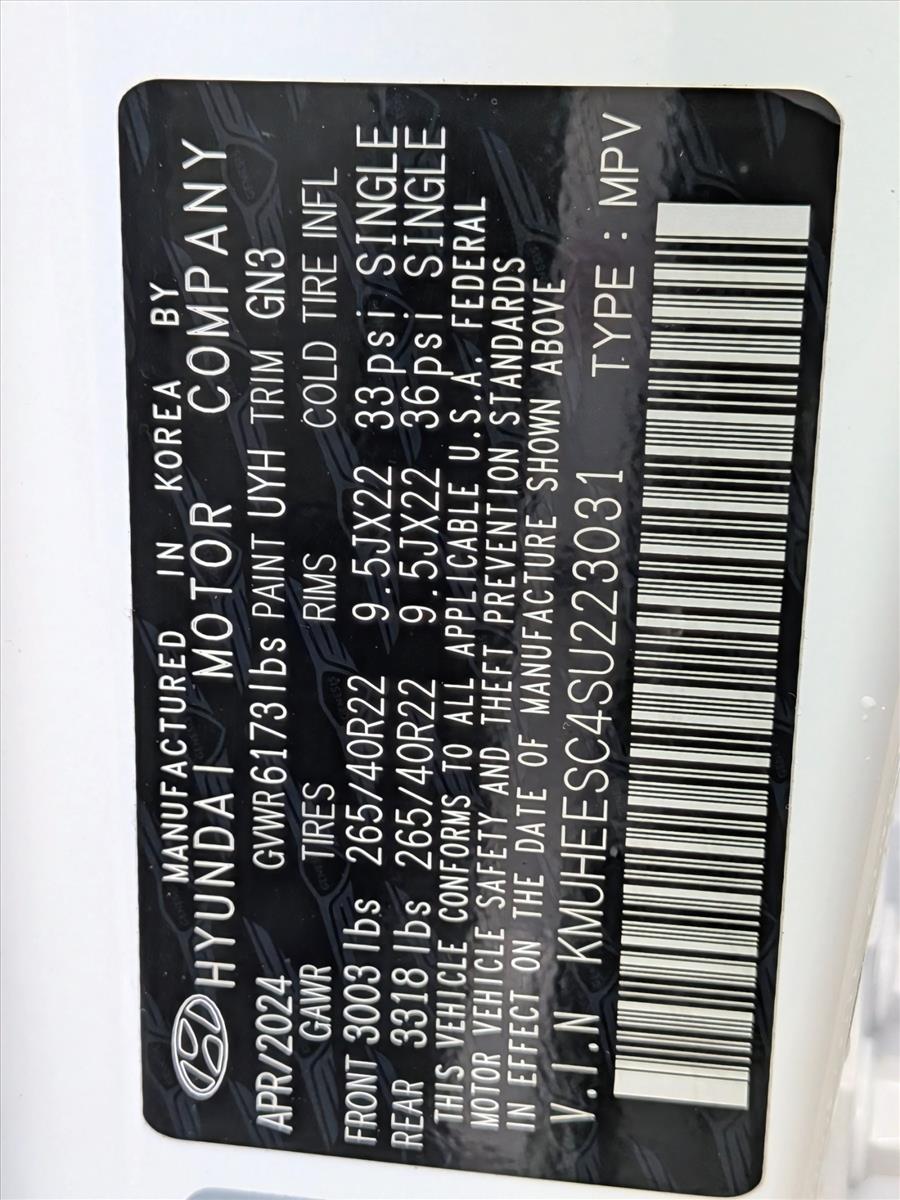 MANUFACTURED IN KOREA BY
HYUNDAI MOTOR COMPANY
APR/2024 GVWR6173lbs PAINT UYH TRIM GN3
GAWR TIRES RIMS COLD TIRE INFL
FRONT 3003 lbs 265/40R22 9.5JX22 33psi SINGLE
REAR 3318 lbs 265/40R22 9.5JX22 36psi SINGLE
THIS VEHICLE CONFORMS TO ALL APPLICABLE U.S.A. FEDERAL
MOTOR VEHICLE SAFETY AND THEFT PREVENTION STANDARDS
IN EFFECT ON THE DATE OF MANUFACTURE SHOWN ABOVE
V.I.N KMUHEESC4SU223031 TYPE : MPV